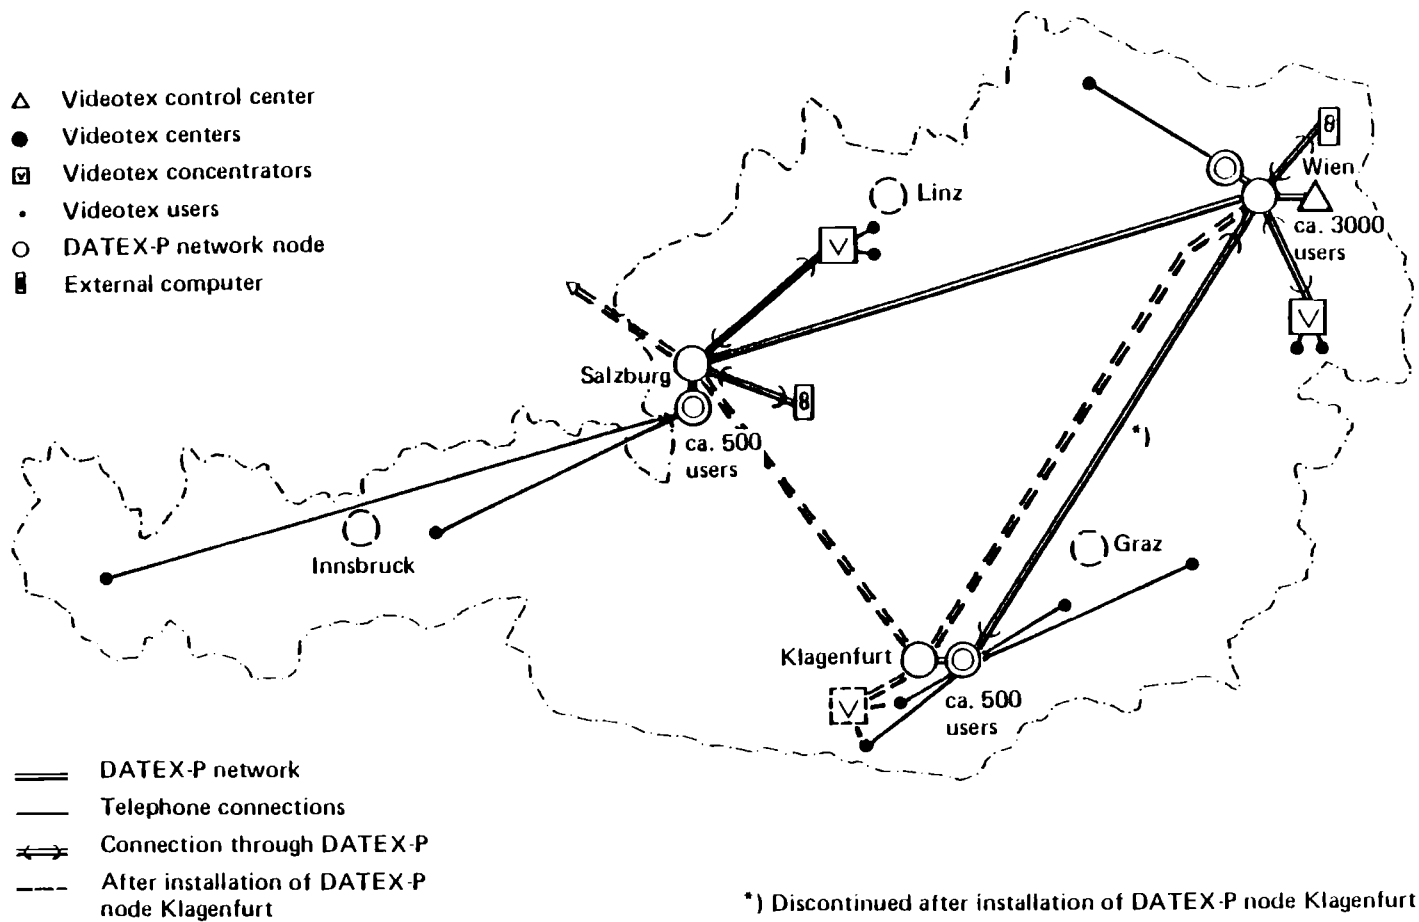 Videotex control center
Videotex centers
V Videotex concentrators
Videotex users
DATEX-P network node
External computer
8
Wien
Linz
V
ca. 3000
users
V
Salzburg
8
ca. 500
users
*)
Innsbruck
Graz
Klagenfurt
V
ca. 500
users
DATEX-P network
Telephone connections
Connection through DATEX-P
After installation of DATEX-P
node Klagenfurt
*) Discontinued after installation of DATEX-P node Klagenfurt